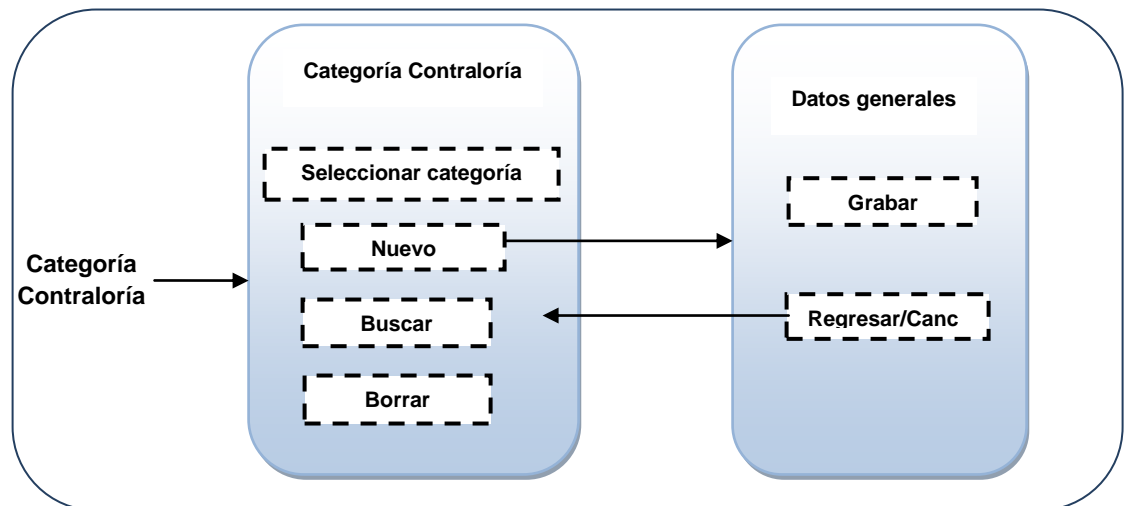 Categoría
Contraloría
Categoría Contraloría
Seleccionar categoría
Nuevo
Buscar
Borrar
Datos generales
Grabar
Regresar/Canc